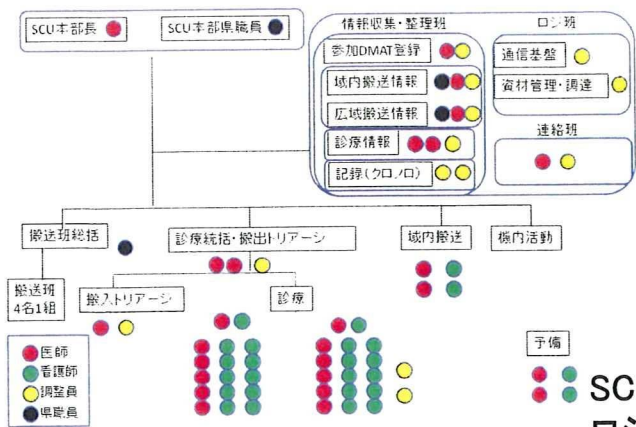 SCU本部長
SCU本部県職員
情報収集・整理班
参加DMAT登録
域内搬送情報
広域搬送情報
診療情報
記録(クロノロ)
ロジ班
通信基盤
資材管理・調達
連絡班
搬送班総括
診療統括・搬出トリアージ
域内搬送
機内活動
搬送班
4名1組
搬入トリアージ
診療
医師
看護師
調整員
県職員
予備
SC